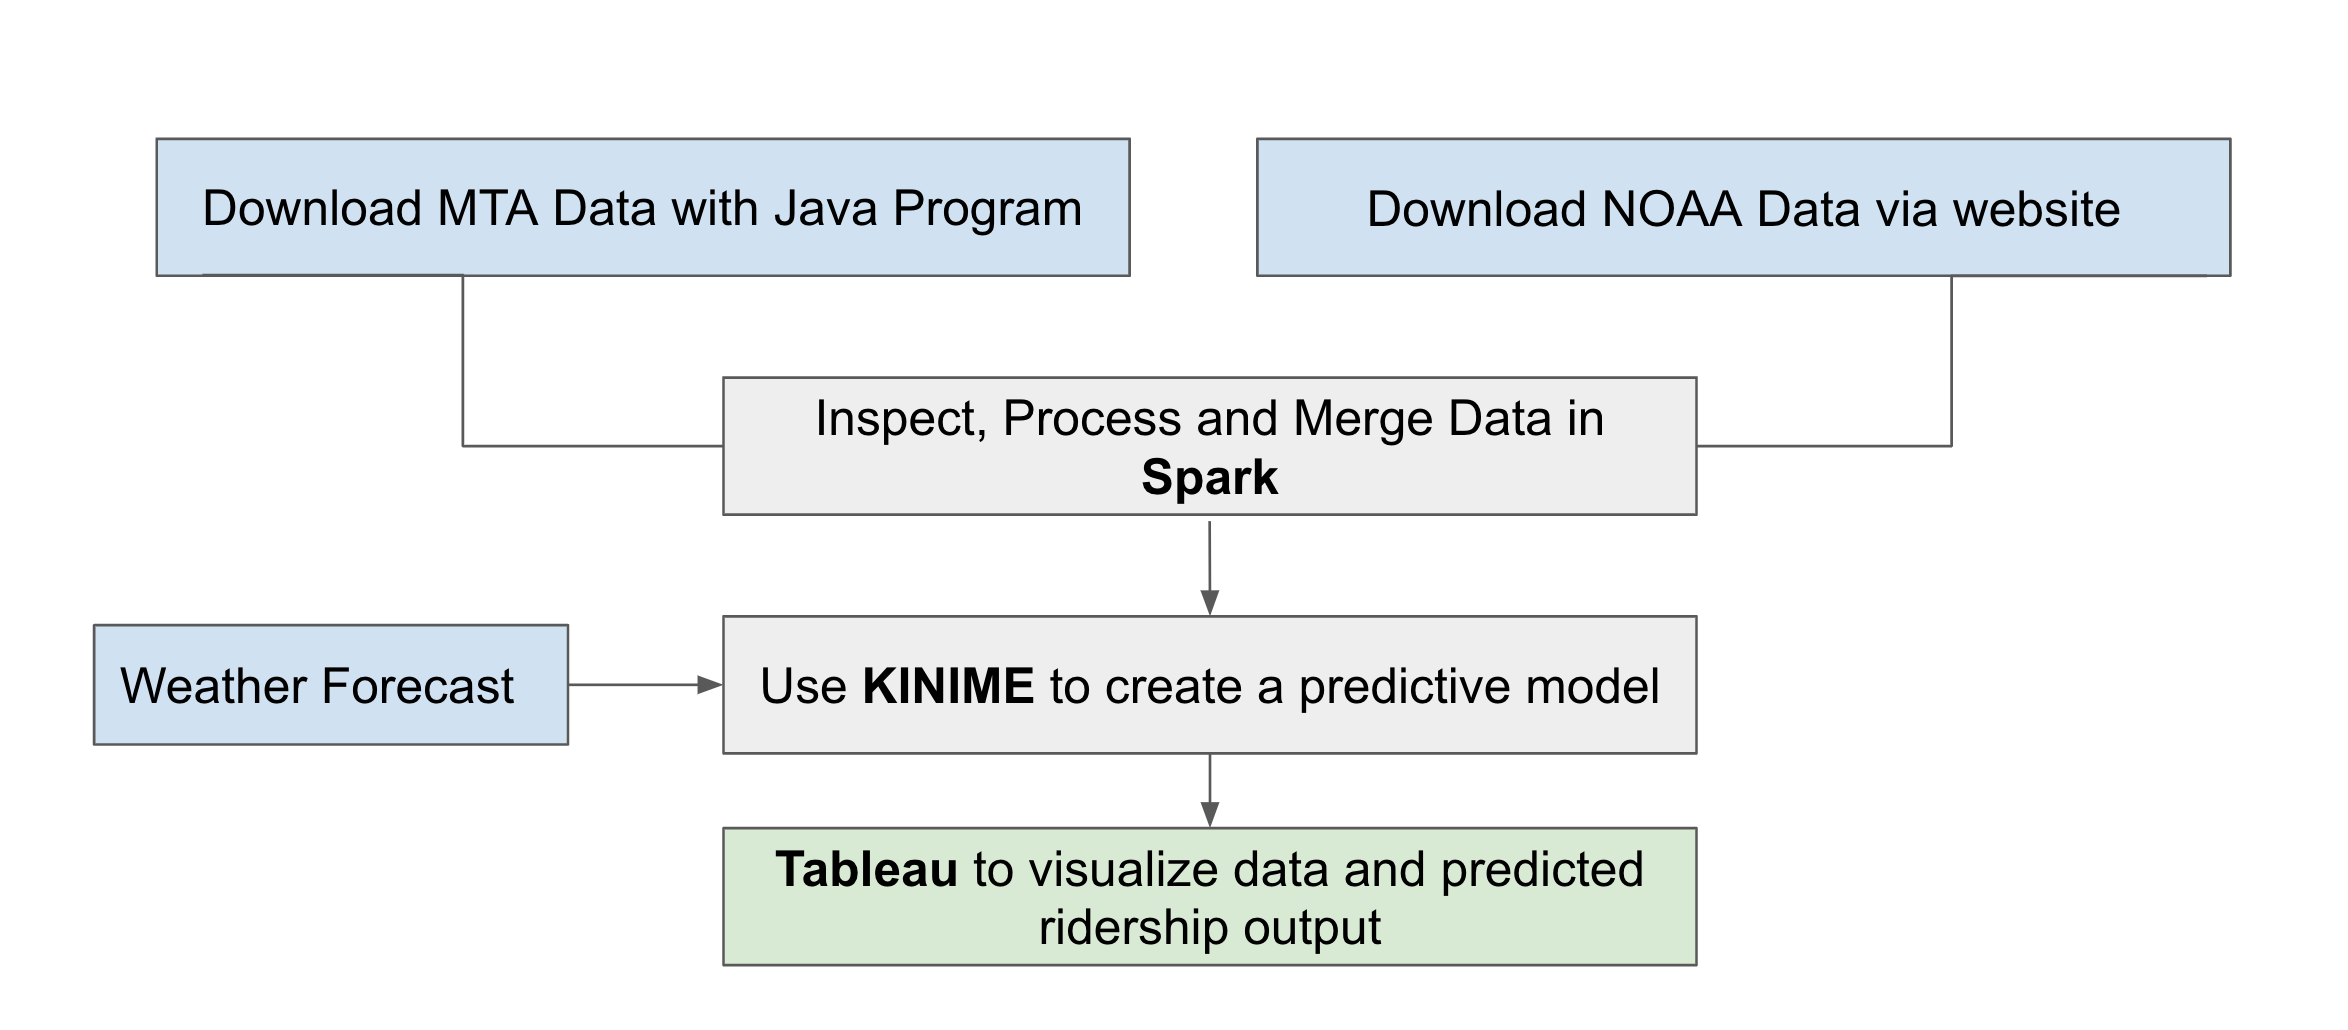 Download MTA Data with Java Program
Download NOAA Data via website
Inspect, Process and Merge Data in
Spark
Weather Forecast
Use KINIME to create a predictive model
Tableau to visualize data and predicted
ridership output